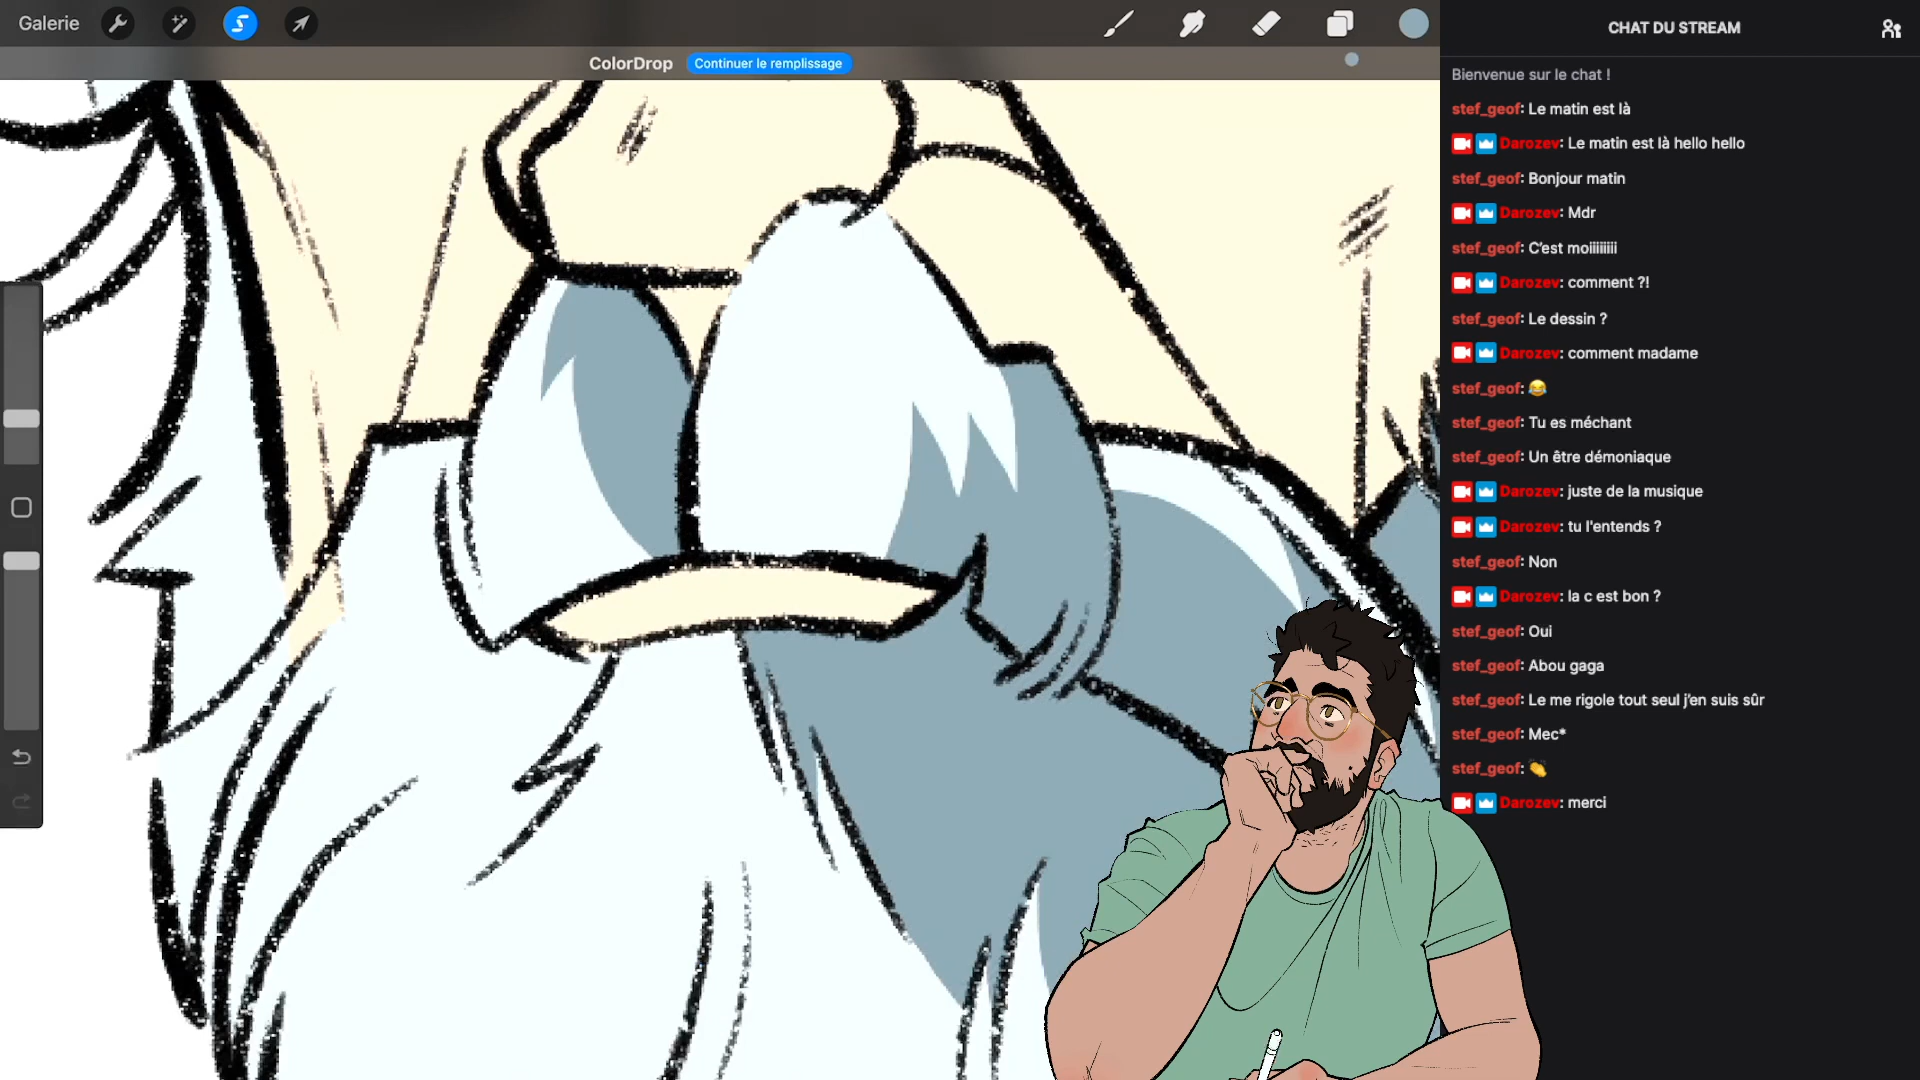 Galerie
ColorDrop
Continuer le remplissage
CHAT DU STREAM
Bienvenue sur le chat !
stef_geof: Le matin est là
Darozev: Le matin est là hello hello
stef_geof: Bonjour matin
Darozev: Mdr
stef_geof: C'est moiiiiiiiii
Darozev: comment ?!
stef_geof: Le dessin ?
Darozev: comment madame
stef_geof: 😂
stef_geof: Tu es méchant
stef_geof: Un être démoniaque
Darozev: juste de la musique
Darozev: tu l'entends ?
stef_geof: Non
Darozev: la c est bon ?
stef_geof: Oui
stef_geof: Abou gaga
stef_geof: Le me rigole tout seul j'en suis sûr
stef_geof: Mec*
stef_geof: 👏
Darozev: merci